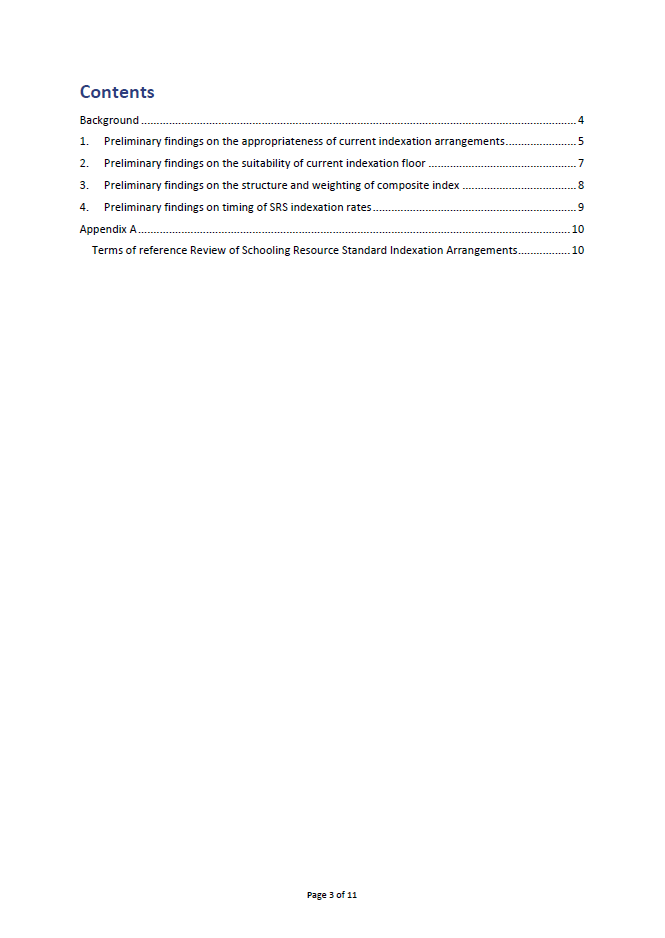 Contents
Background ........ 4
1. Preliminary findings on the appropriateness of current indexation arrangements ........ 5
2. Preliminary findings on the suitability of current indexation floor ........ 7
3. Preliminary findings on the structure and weighting of composite index ........ 8
4. Preliminary findings on timing of SRS indexation rates ........ 9
Appendix A ........ 10
Terms of reference Review of Schooling Resource Standard Indexation Arrangements ........ 10
Page 3 of 11